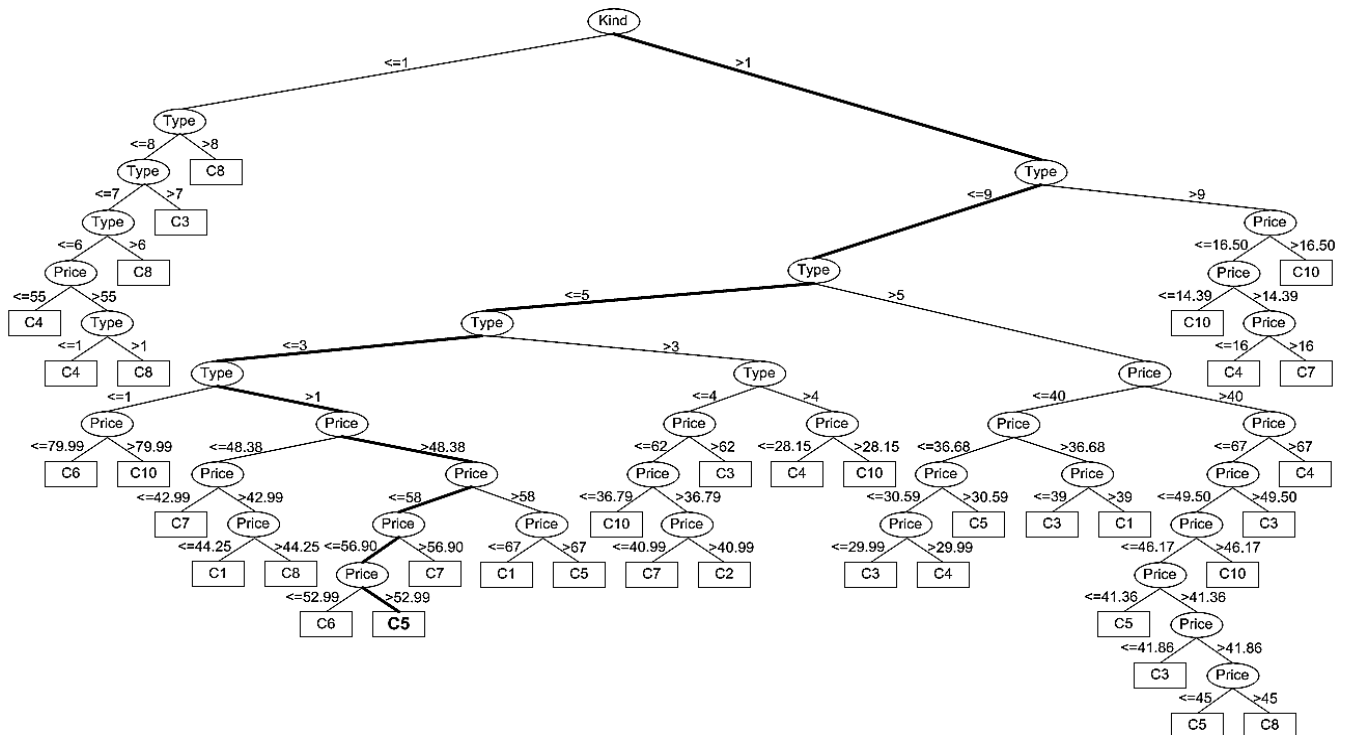 Kind
<=1 >1
Type
<=8 >8
Type C8 Type
<=7 >7 <=9 >9
Type C3 Price
<=6 >6 <=16.50 >16.50
Price C8 Type Price C10
<=55 >55 <=5 >5 <=14.39 >14.39
C4 Type Type C10 Price
<=1 >1 <=3 >3 <=16 >16
C4 C8 Type Type Price C4 C7
<=1 >1 <=4 >4 <=40 >40
Price Price Price Price Price Price
<=79.99 >79.99 <=48.38 >48.38 <=62 >62 <=28.15 >28.15 <=36.68 >36.68 <=67 >67
C6 C10 Price Price Price C3 C4 C10 Price Price Price C4
<=42.99 >42.99 <=58 >58 <=36.79 >36.79 <=30.59 >30.59 <=39 >39 <=49.50 >49.50
C7 Price Price Price C10 Price Price C5 C3 C1 Price C3
<=44.25 >44.25 <=56.90 >56.90 <=67 >67 <=40.99 >40.99 <=29.99 >29.99 <=46.17 >46.17
C1 C8 Price C7 C1 C5 C7 C2 C3 C4 Price C10
<=52.99 >52.99 <=41.36 >41.36
C6 C5 C5 Price
<=41.86 >41.86
C3 Price
<=45 >45
C5 C8